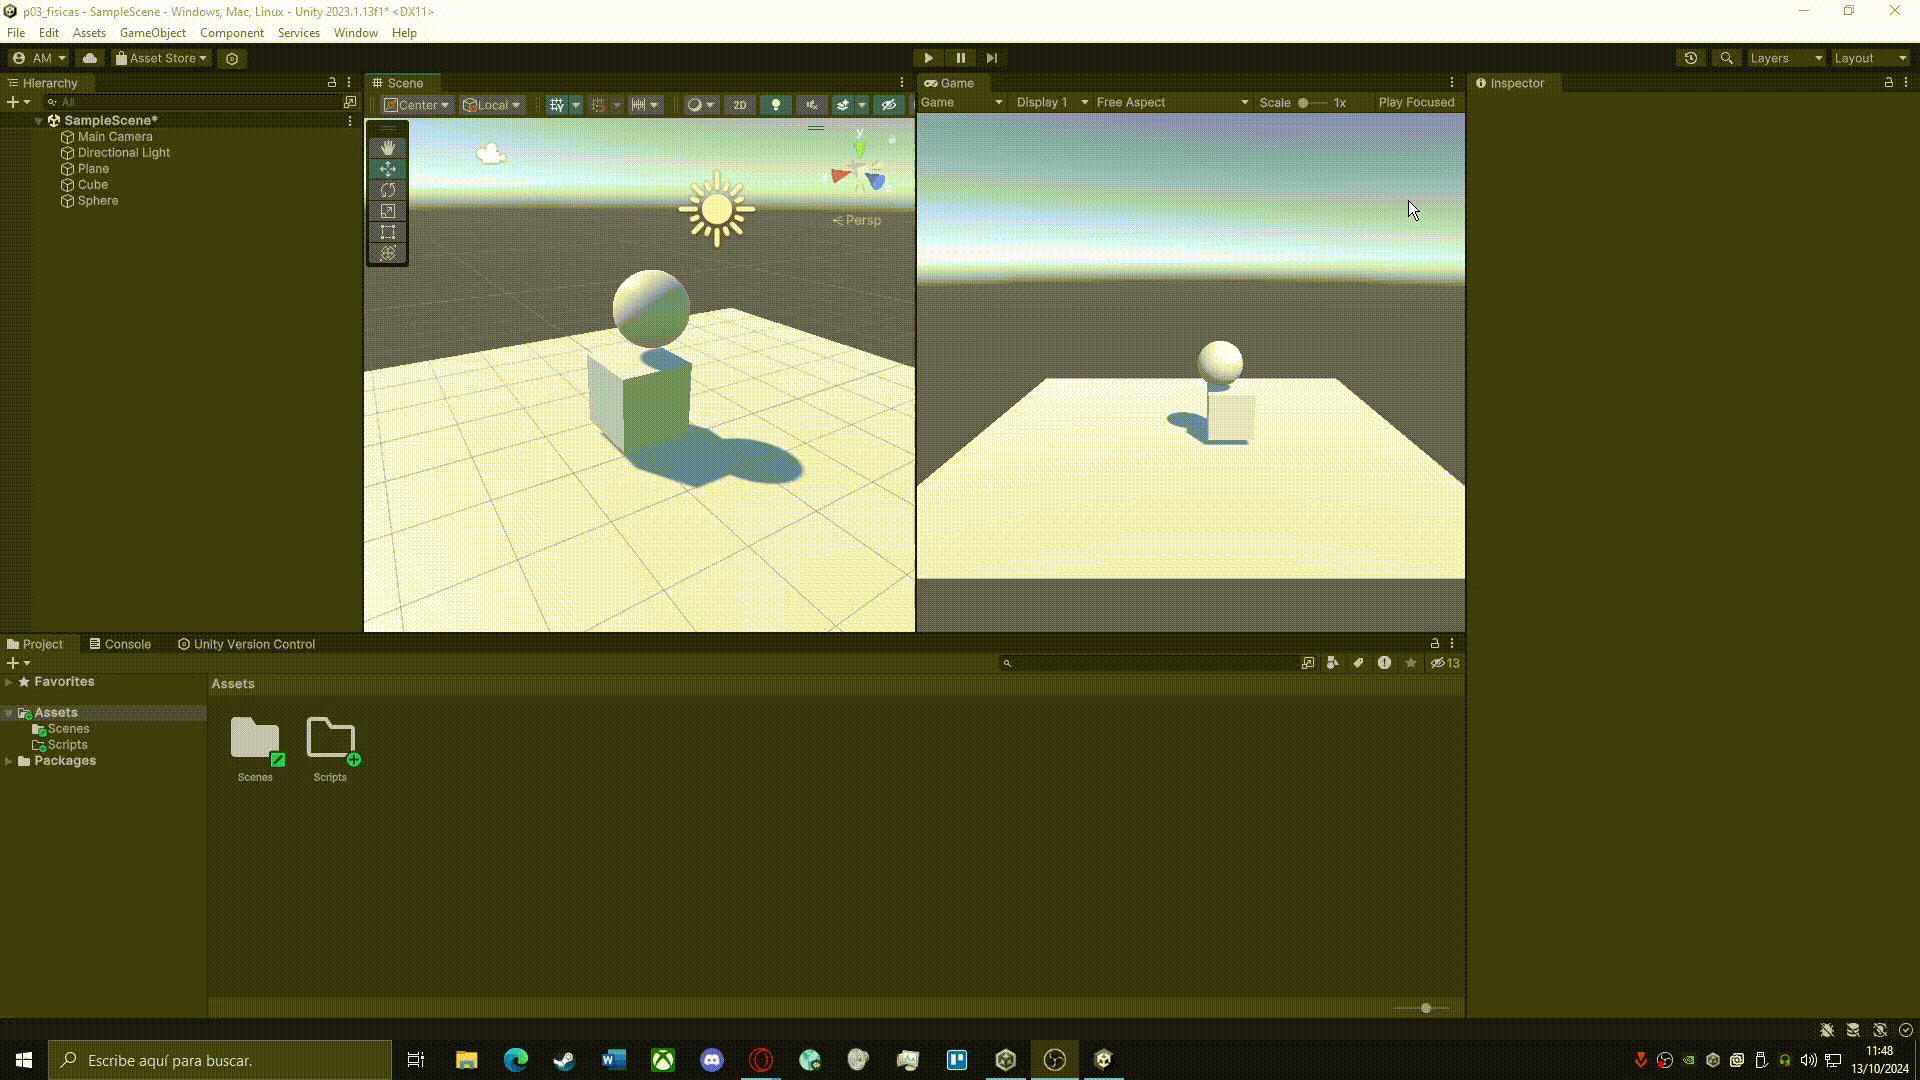 p03_fisicas - SampleScene - Windows, Mac, Linux - Unity 2023.1.13f1* <DX11>
File Edit Assets GameObject Component Services Window Help
AM Asset Store Layers Layout
Hierarchy
All
SampleScene*
Main Camera
Directional Light
Plane
Cube
Sphere
Scene
Center Local 2D
y
Persp
Game
Game Display 1 Free Aspect Scale 1x Play Focused
Inspector
Project Console Unity Version Control
13
Favorites
Assets
Scenes
Scripts
Packages
Assets
Scenes Scripts
Escribe aquí para buscar.
11:48
13/10/2024